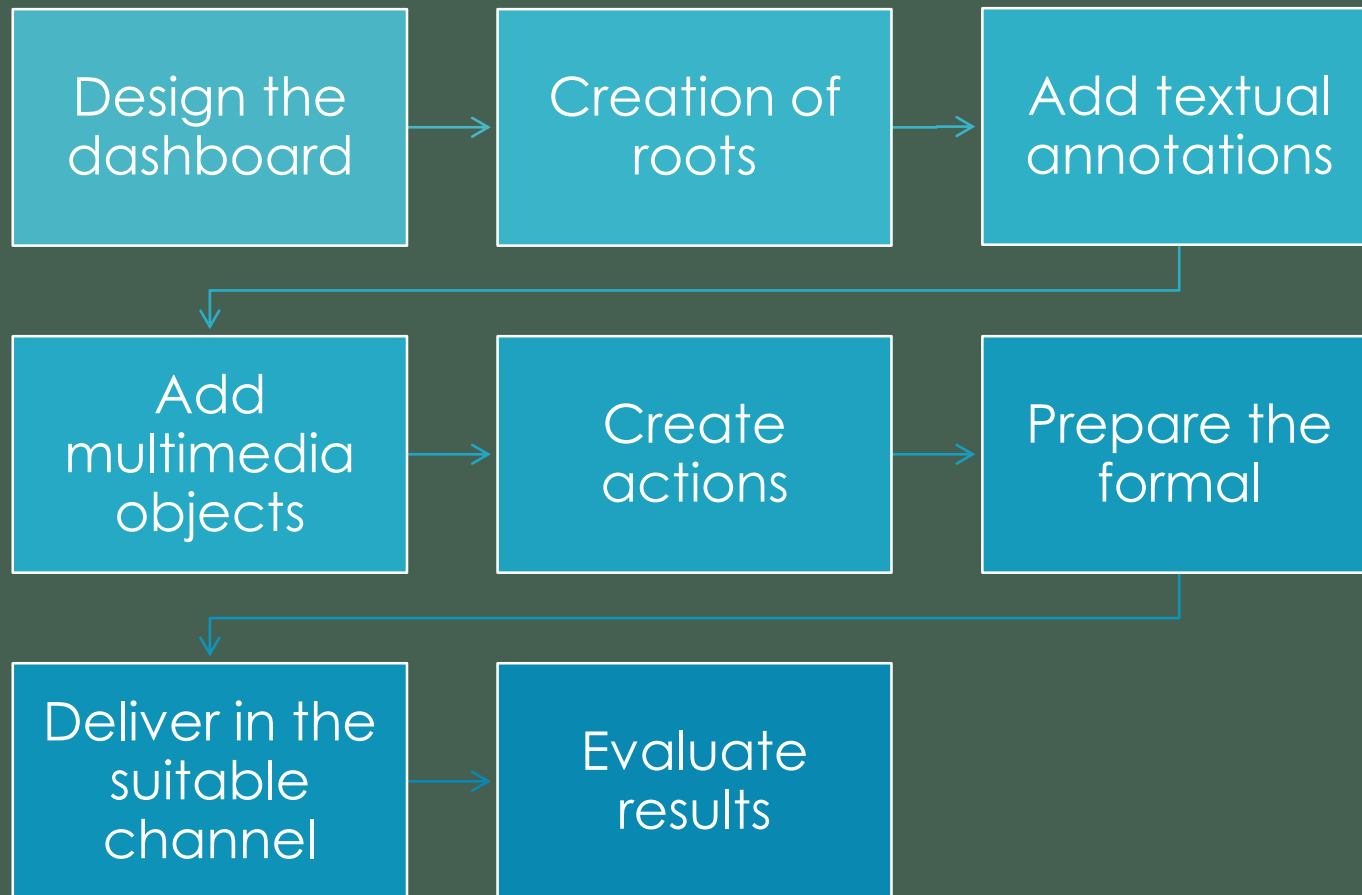 Design the
dashboard
Creation of
roots
Add textual
annotations
Add
multimedia
objects
Create
actions
Prepare the
formal
Deliver in the
suitable
channel
Evaluate
results